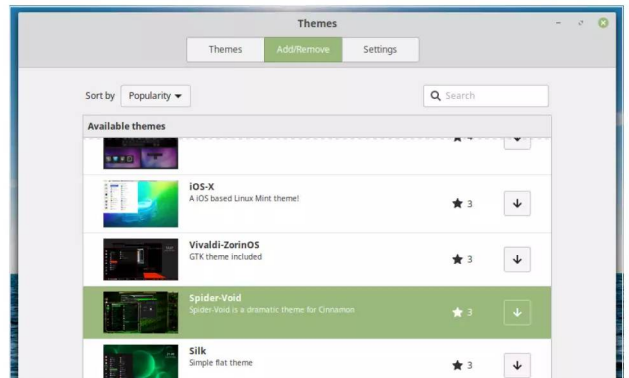 Themes
Themes Add/Remove Settings
Sort by Popularity Search
Available themes
iOS-X
A iOS based Linux Mint theme!
3
Vivaldi-ZorinOS
GTK theme included
3
Spider-Void
Spider-Void is a dramatic theme for Cinnamon
3
Silk
Simple flat theme
3